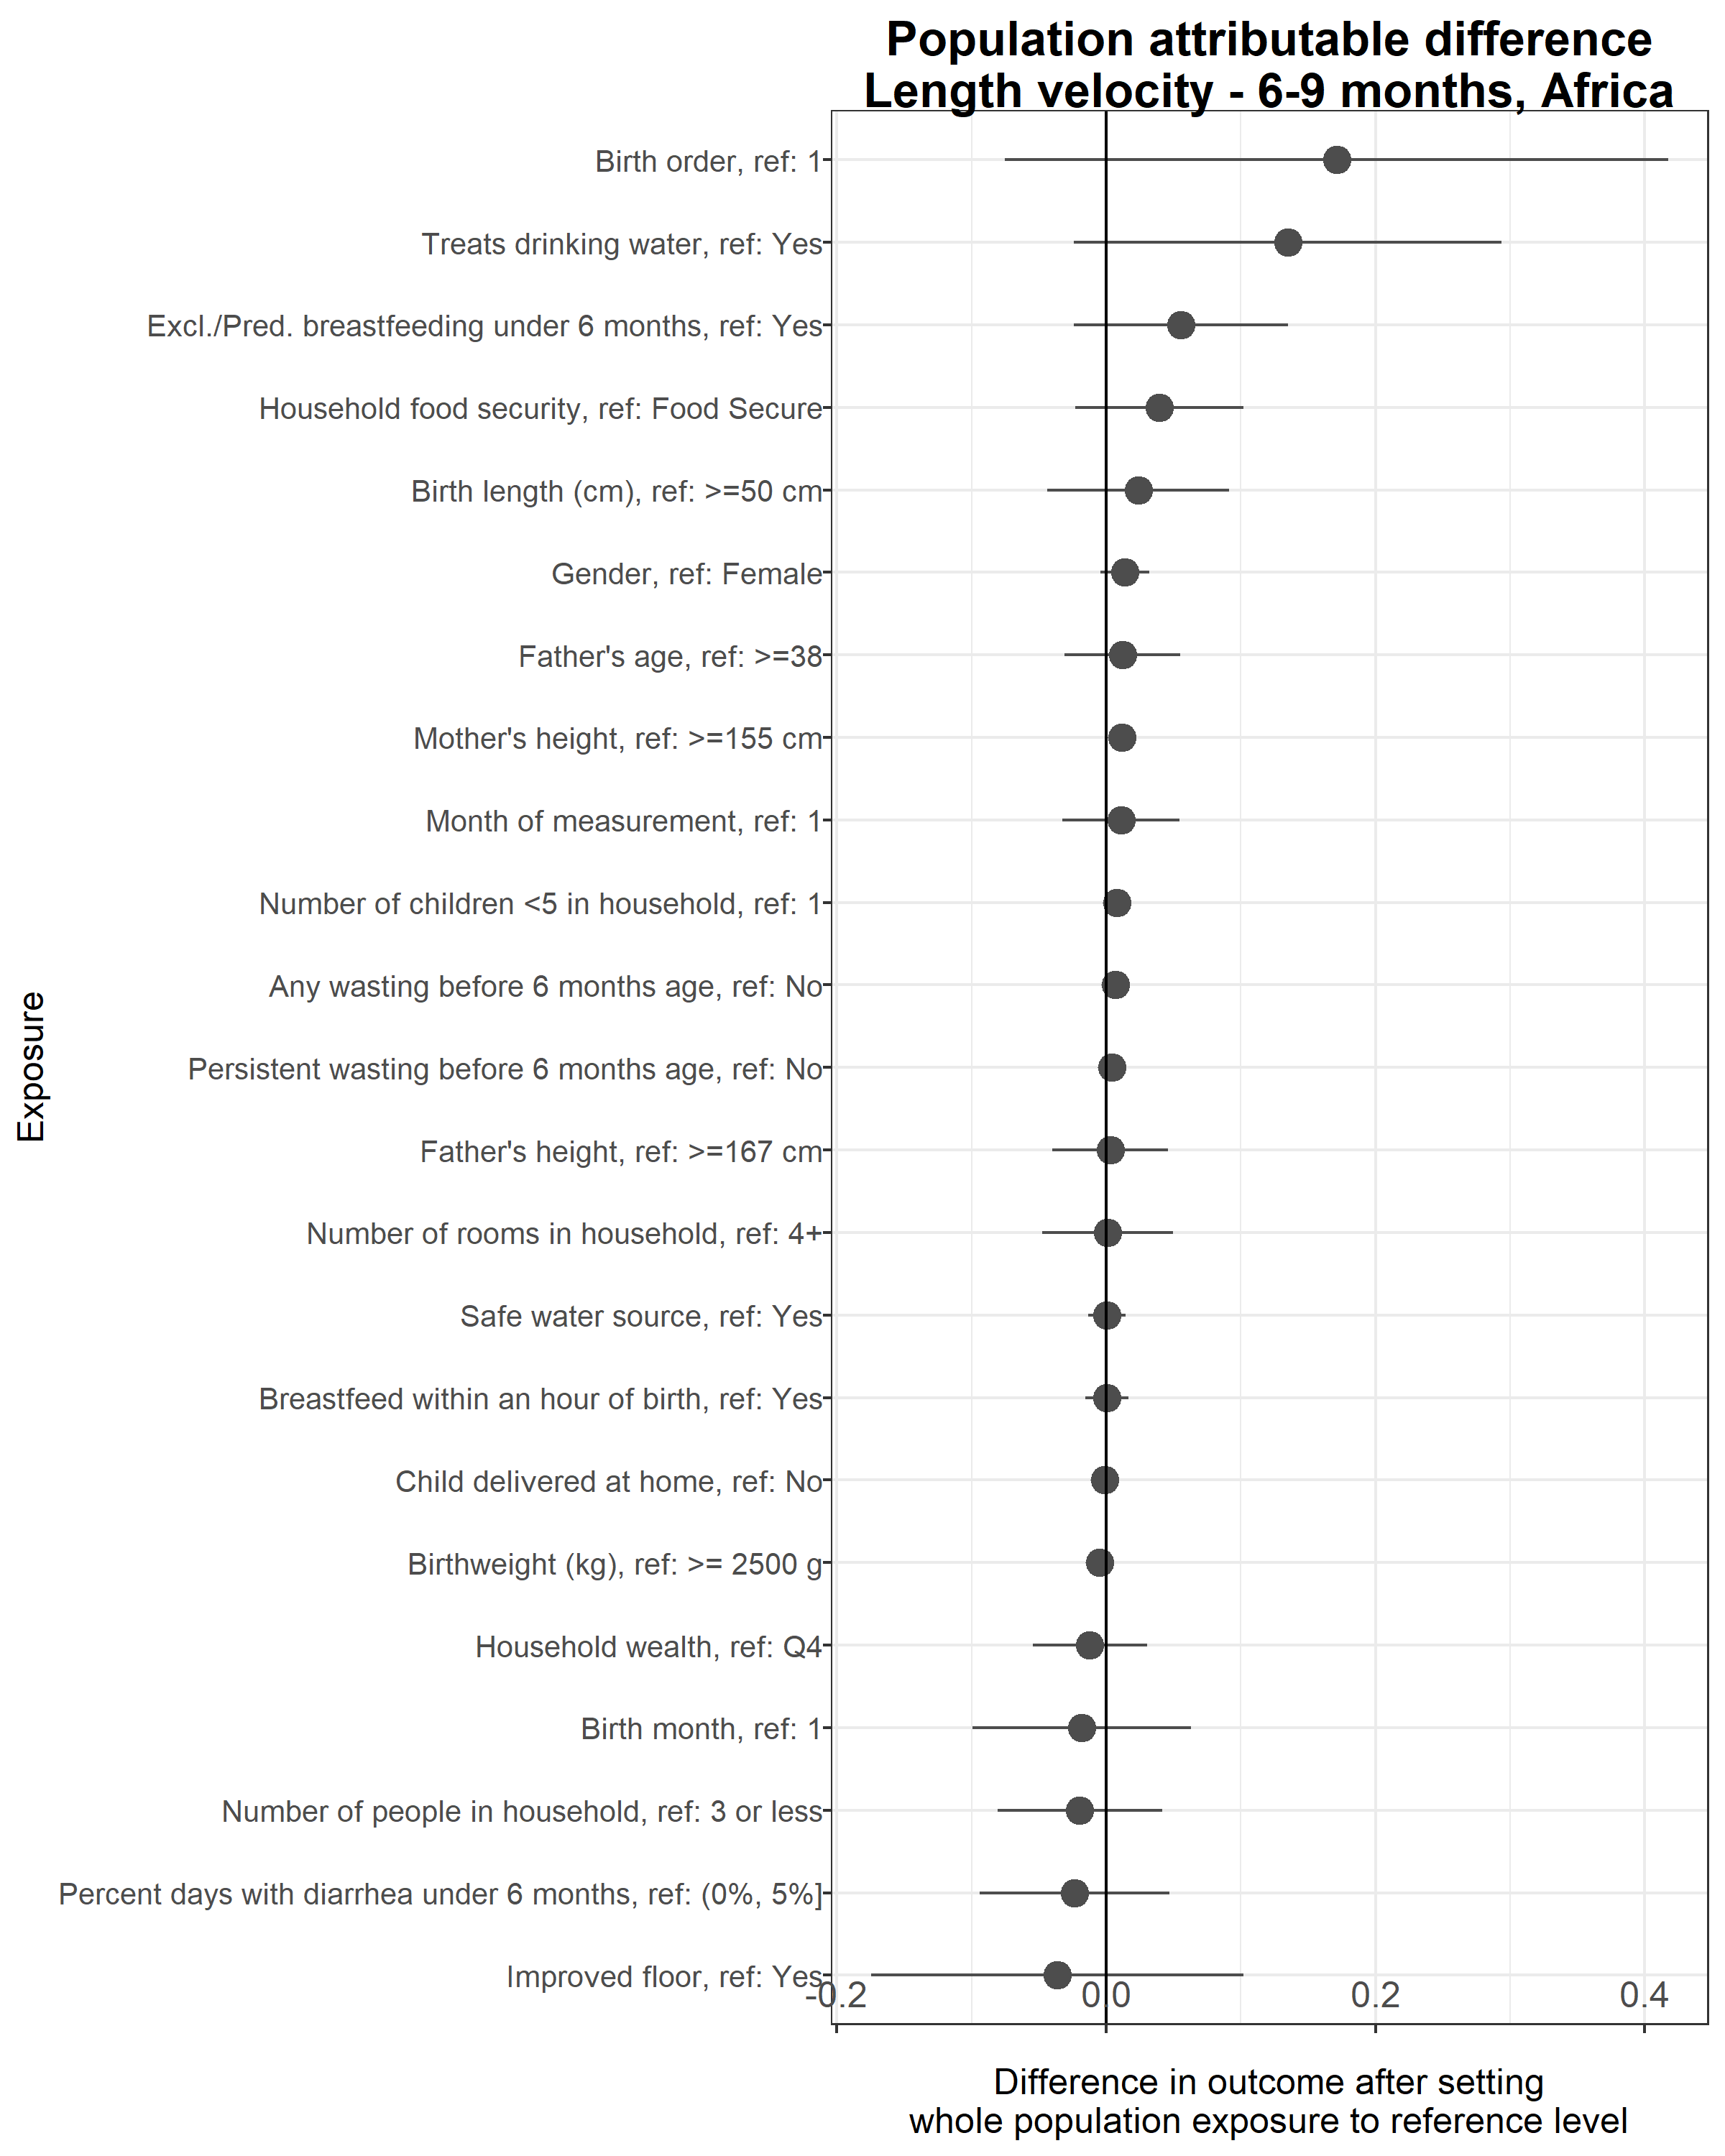 Population attributable difference
Length velocity - 6-9 months, Africa
Birth order, ref: 1
Treats drinking water, ref: Yes
Excl./Pred. breastfeeding under 6 months, ref: Yes
Household food security, ref: Food Secure
Birth length (cm), ref: >=50 cm
Gender, ref: Female
Father's age, ref: >=38
Mother's height, ref: >=155 cm
Month of measurement, ref: 1
Number of children <5 in household, ref: 1
Any wasting before 6 months age, ref: No
Persistent wasting before 6 months age, ref: No
Father's height, ref: >=167 cm
Number of rooms in household, ref: 4+
Safe water source, ref: Yes
Breastfeed within an hour of birth, ref: Yes
Child delivered at home, ref: No
Birthweight (kg), ref: >= 2500 g
Household wealth, ref: Q4
Birth month, ref: 1
Number of people in household, ref: 3 or less
Percent days with diarrhea under 6 months, ref: (0%, 5%]
Improved floor, ref: Yes
Exposure
-0.2 0.0 0.2 0.4
Difference in outcome after setting
whole population exposure to reference level